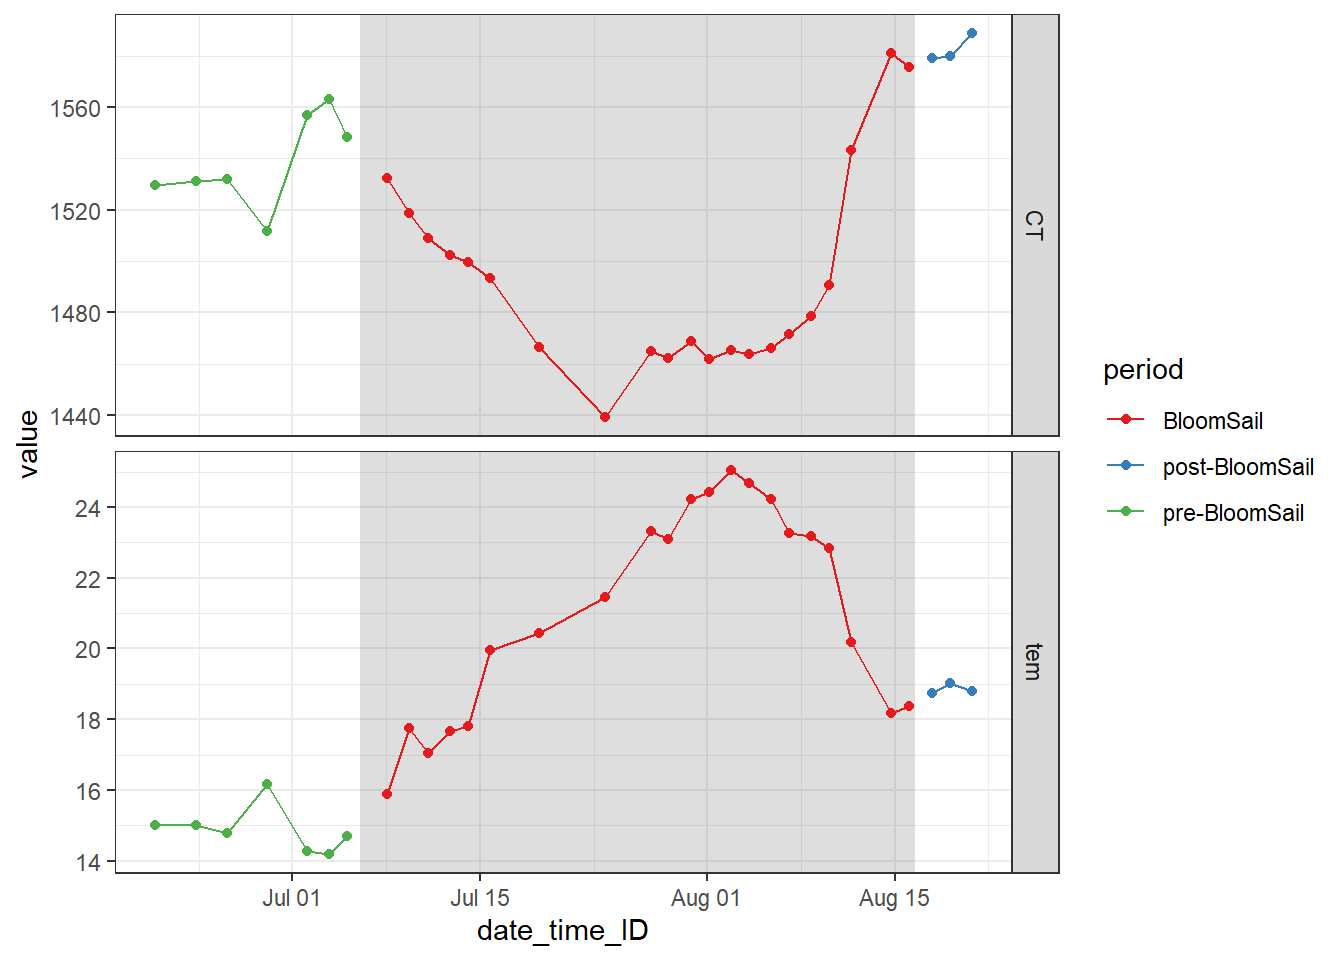 value
1560
1520
1480
1440
CT
24
22
20
18
16
14
tem
Jul 01 Jul 15 Aug 01 Aug 15
date_time_ID
period
BloomSail
post-BloomSail
pre-BloomSail